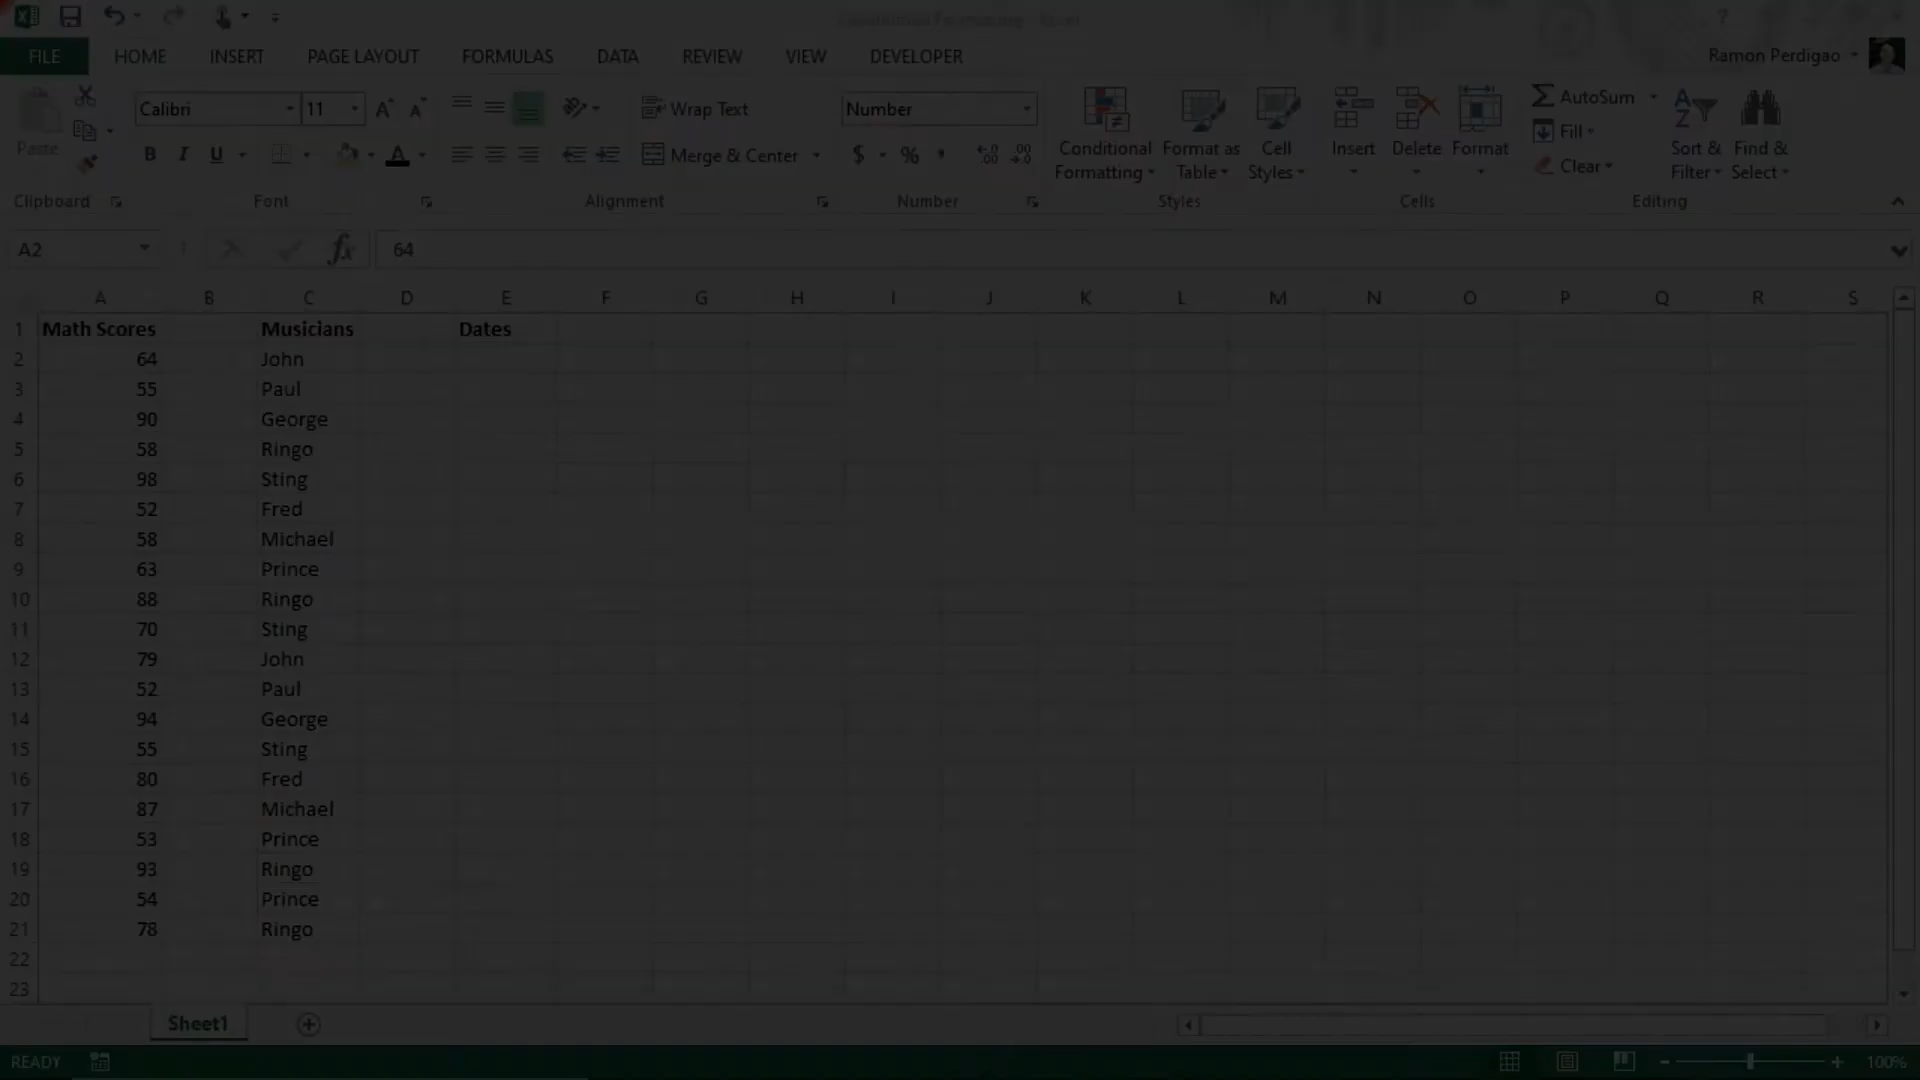 Conditional Formatting - Excel
?
FILE HOME INSERT PAGE LAYOUT FORMULAS DATA REVIEW VIEW DEVELOPER
Ramon Perdigao
Paste
Clipboard
Calibri 11
B I U A
Font
Wrap Text
Merge & Center
Alignment
Number
$ % ,
Number
Conditional Formatting
Format as Table
Cell Styles
Styles
Insert Delete Format
Cells
AutoSum
Fill
Clear
Sort & Filter
Find & Select
Editing
A2 fx 64
A B C D E F G H I J K L M N O P Q R S
1 Math Scores Musicians Dates
2 64 John
3 55 Paul
4 90 George
5 58 Ringo
6 98 Sting
7 52 Fred
8 58 Michael
9 63 Prince
10 88 Ringo
11 70 Sting
12 79 John
13 52 Paul
14 94 George
15 55 Sting
16 80 Fred
17 87 Michael
18 53 Prince
19 93 Ringo
20 54 Prince
21 78 Ringo
22
23
Sheet1
READY 100%